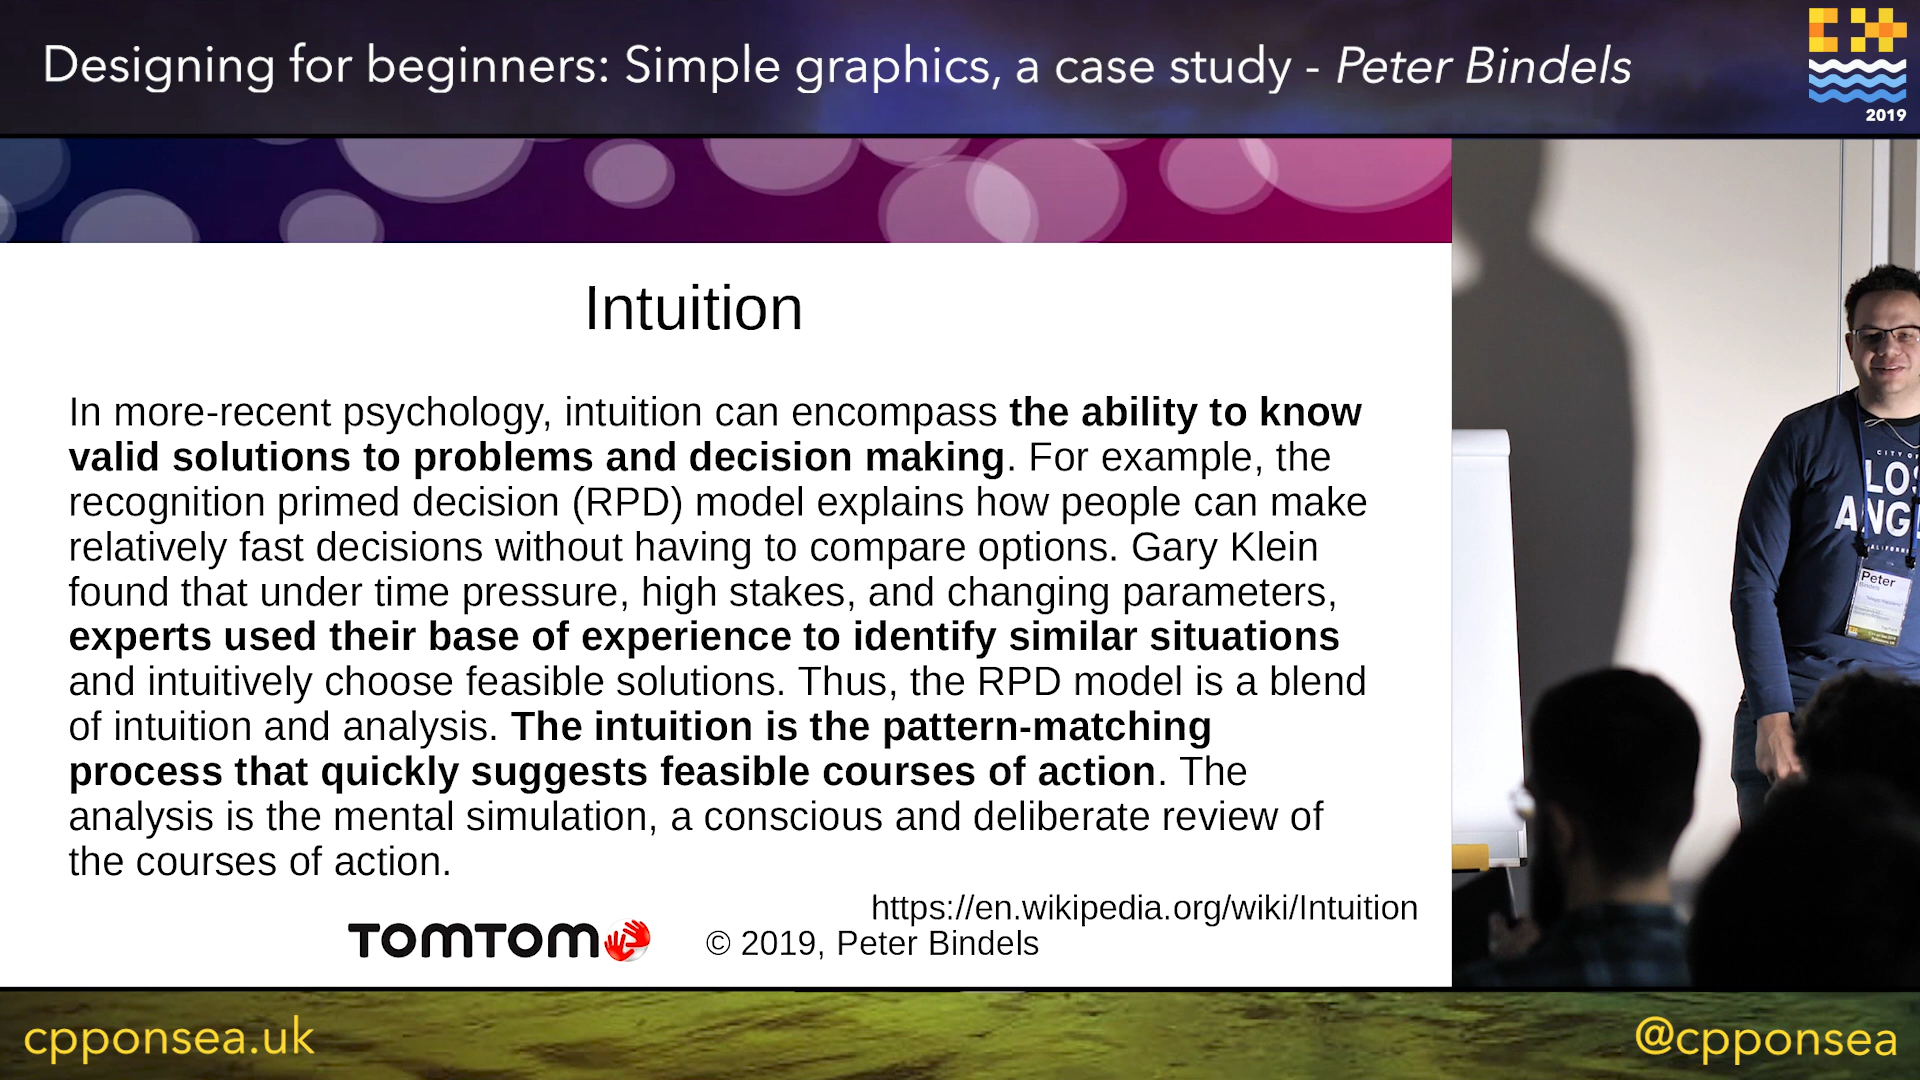 Designing for beginners: Simple graphics, a case study - Peter Bindels
2019
Intuition
In more-recent psychology, intuition can encompass the ability to know
valid solutions to problems and decision making. For example, the
recognition primed decision (RPD) model explains how people can make
relatively fast decisions without having to compare options. Gary Klein
found that under time pressure, high stakes, and changing parameters,
experts used their base of experience to identify similar situations
and intuitively choose feasible solutions. Thus, the RPD model is a blend
of intuition and analysis. The intuition is the pattern-matching
process that quickly suggests feasible courses of action. The
analysis is the mental simulation, a conscious and deliberate review of
the courses of action.
https://en.wikipedia.org/wiki/Intuition
TOMTOM
© 2019, Peter Bindels
CITY OF
LOS
ANG
Peter
Bindels
cpponsea.uk
@cpponsea